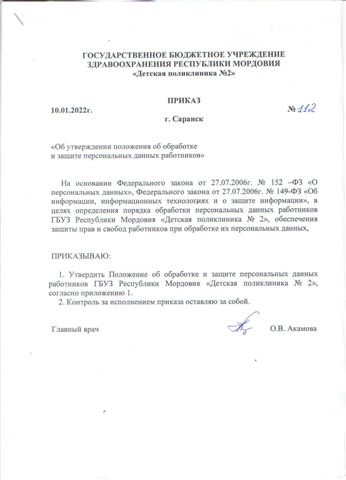 ГОСУДАРСТВЕННОЕ БЮДЖЕТНОЕ УЧРЕЖДЕНИЕ
ЗДРАВООХРАНЕНИЯ РЕСПУБЛИКИ МОРДОВИЯ
«Детская поликлиника №2»
ПРИКАЗ
10.01.2022г. № 112
г. Саранск
«Об утверждении положения об обработке
и защите персональных данных работников»
На основании Федерального закона от 27.07.2006г. № 152 –ФЗ «О
персональных данных», Федерального закона от 27.07.2006г. № 149-ФЗ «Об
информации, информационных технологиях и о защите информации», в
целях определения порядка обработки персональных данных работников
ГБУЗ Республики Мордовия «Детская поликлиника № 2», обеспечения
защиты прав и свобод работников при обработке их персональных данных,
ПРИКАЗЫВАЮ:
1. Утвердить Положение об обработке и защите персональных данных
работников ГБУЗ Республики Мордовия «Детская поликлиника № 2»,
согласно приложению 1.
2. Контроль за исполнением приказа оставляю за собой.
Главный врач О.В. Акамова